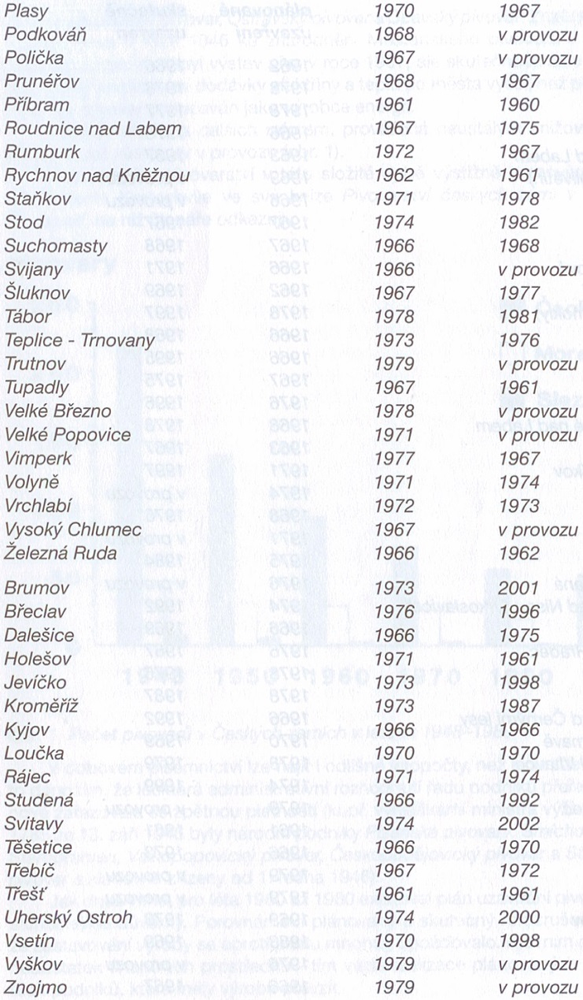 Plasy 1970 1967
Podkováň 1968 v provozu
Polička 1967 v provozu
Prunéřov 1968 1967
Příbram 1961 1960
Roudnice nad Labem 1967 1975
Rumburk 1972 1967
Rychnov nad Kněžnou 1962 1961
Staňkov 1971 1978
Stod 1974 1982
Suchomasty 1966 1968
Svijany 1966 v provozu
Šluknov 1967 1977
Tábor 1978 1981
Teplice - Trnovany 1973 1976
Trutnov 1979 v provozu
Tupadly 1967 1961
Velké Březno 1978 v provozu
Velké Popovice 1971 v provozu
Vimperk 1977 1967
Volyně 1971 1974
Vrchlabí 1972 1973
Vysoký Chlumec 1967 v provozu
Železná Ruda 1966 1962
Brumov 1973 2001
Břeclav 1976 1996
Dalešice 1966 1975
Holešov 1971 1961
Jevíčko 1973 1998
Kroměříž 1973 1987
Kyjov 1966 1966
Loučka 1970 1970
Rájec 1971 1974
Studená 1966 1992
Svitavy 1974 2002
Těšetice 1966 1970
Třebíč 1967 1972
Třešť 1961 1961
Uherský Ostroh 1974 2000
Vsetín 1970 1998
Vyškov 1979 v provozu
Znojmo 1979 v provozu